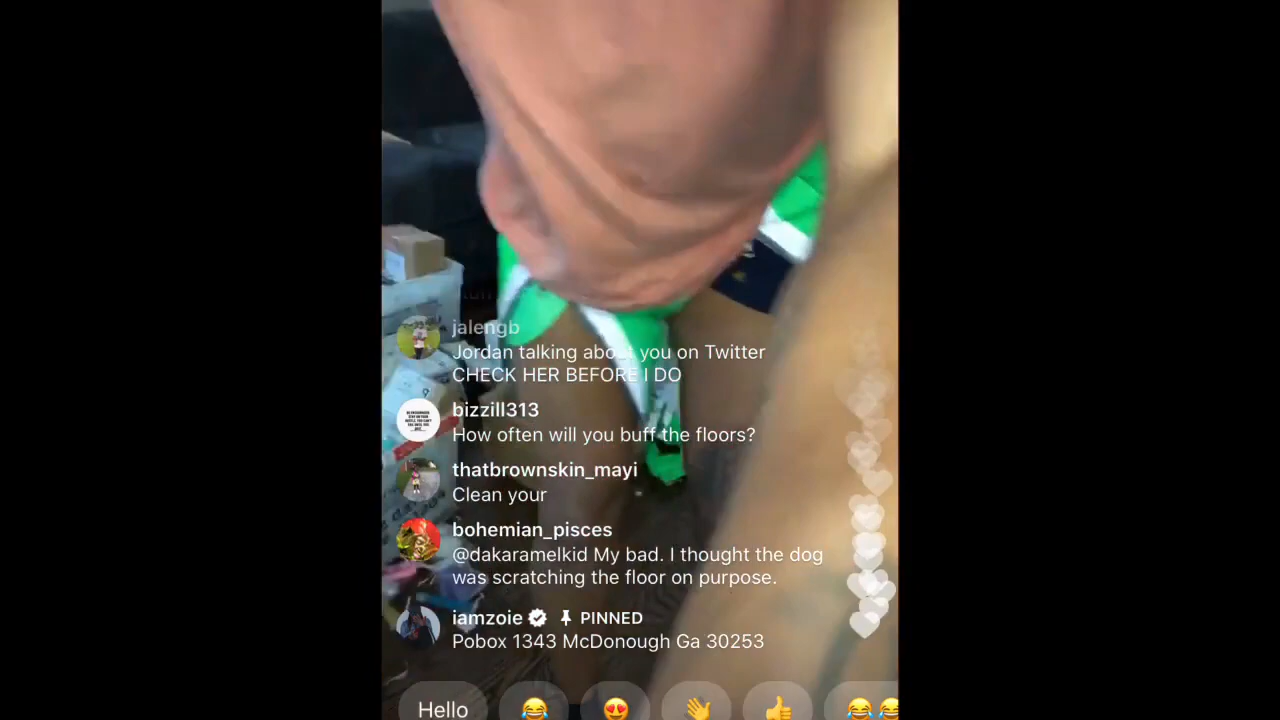 jalengb
Jordan talking about you on Twitter
CHECK HER BEFORE I DO
bizzill313
How often will you buff the floors?
thatbrownskin_mayi
Clean your
bohemian_pisces
@dakaramelkid My bad. I thought the dog
was scratching the floor on purpose.
iamzoie PINNED
Pobox 1343 McDonough Ga 30253
Hello